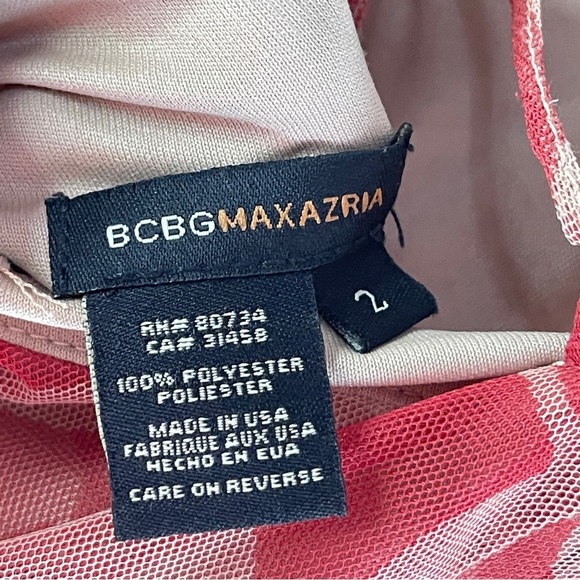 BCBGMAXAZRIA
2
RN# 80734
CA# 31458
100% POLYESTER
POLIESTER
MADE IN USA
FABRIQUE AUX USA
HECHO EN EUA
CARE ON REVERSE